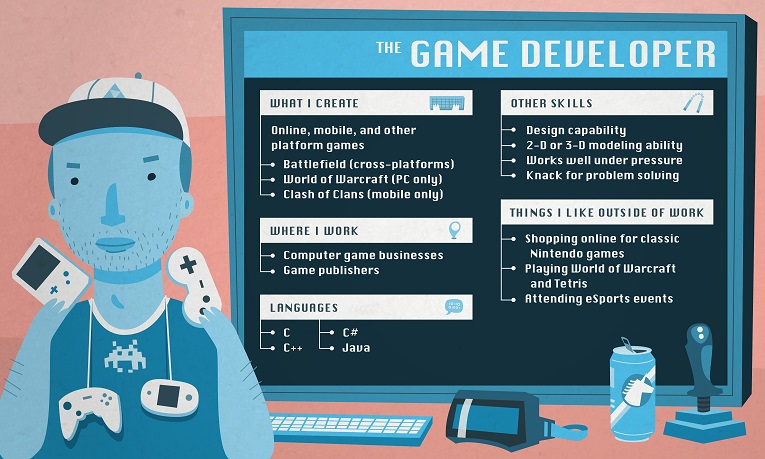 THE GAME DEVELOPER
WHAT I CREATE
Online, mobile, and other
platform games
Battlefield (cross-platforms)
World of Warcraft (PC only)
Clash of Clans (mobile only)
WHERE I WORK
Computer game businesses
Game publishers
LANGUAGES
C
C++
C#
Java
OTHER SKILLS
Design capability
2-D or 3-D modeling ability
Works well under pressure
Knack for problem solving
THINGS I LIKE OUTSIDE OF WORK
Shopping online for classic
Nintendo games
Playing World of Warcraft
and Tetris
Attending eSports events